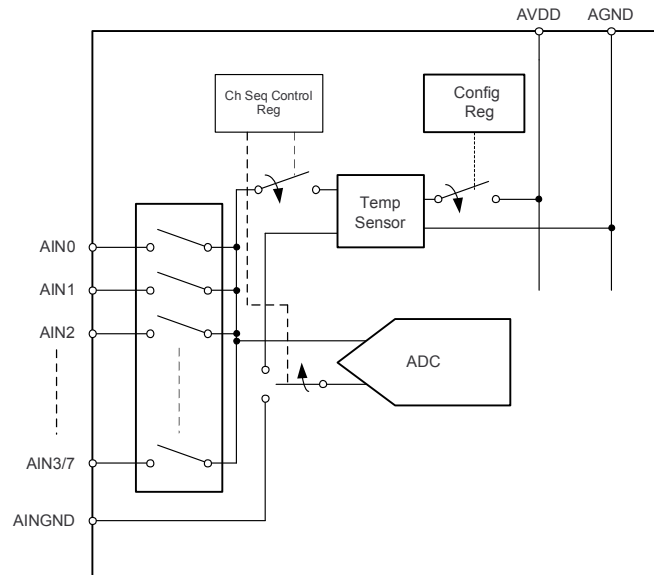 AVDD
AGND
Ch Seq Control
Reg
Config
Reg
Temp
Sensor
AIN0
AIN1
AIN2
ADC
AIN3/7
AINGND